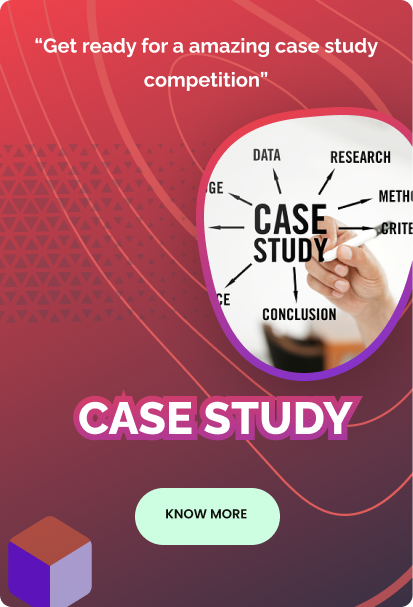 “Get ready for a amazing case study
competition”
DATA
RESEARCH
GE
METHO
CASE
STUDY
CRITE
CE
CONCLUSION
CASE STUDY
KNOW MORE